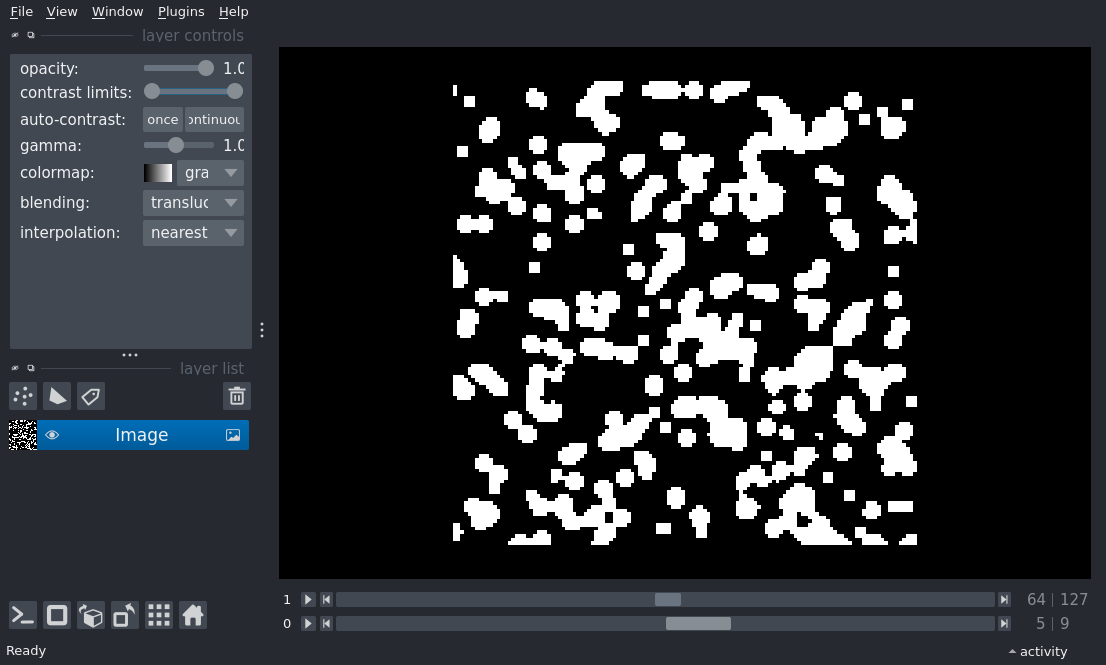 File View Window Plugins Help
layer controls
opacity: 1.0
contrast limits:
auto-contrast: once ontinuou
gamma: 1.0
colormap: gra
blending: transluc
interpolation: nearest
layer list
Image
1 64 | 127
0 5 | 9
Ready activity